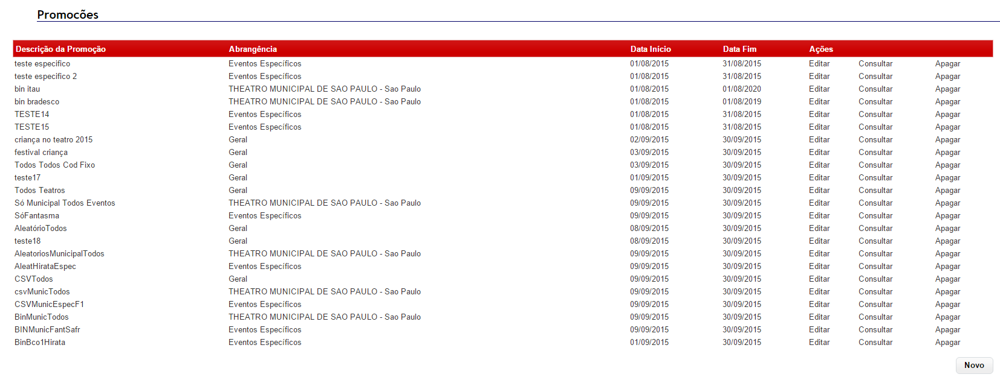 Promocões
Descrição da Promoção Abrangência Data Início Data Fim Ações
teste especifico Eventos Específicos 01/08/2015 31/08/2015 Editar Consultar Apagar
teste especifico 2 Eventos Específicos 01/08/2015 31/08/2015 Editar Consultar Apagar
bin itau THEATRO MUNICIPAL DE SAO PAULO - Sao Paulo 01/08/2015 01/08/2020 Editar Consultar Apagar
bin bradesco THEATRO MUNICIPAL DE SAO PAULO - Sao Paulo 01/08/2015 01/08/2019 Editar Consultar Apagar
TESTE14 Eventos Específicos 01/08/2015 31/08/2015 Editar Consultar Apagar
TESTE15 Eventos Específicos 01/08/2015 31/08/2015 Editar Consultar Apagar
criança no teatro 2015 Geral 02/09/2015 30/09/2015 Editar Consultar Apagar
festival criança Geral 03/09/2015 30/09/2015 Editar Consultar Apagar
Todos Todos Cod Fixo Geral 03/09/2015 30/09/2015 Editar Consultar Apagar
teste17 Geral 01/09/2015 30/09/2015 Editar Consultar Apagar
Todos Teatros Geral 09/09/2015 30/09/2015 Editar Consultar Apagar
Só Municipal Todos Eventos THEATRO MUNICIPAL DE SAO PAULO - Sao Paulo 09/09/2015 30/09/2015 Editar Consultar Apagar
SóFantasma Eventos Específicos 09/09/2015 30/09/2015 Editar Consultar Apagar
AleatórioTodos Geral 08/09/2015 30/09/2015 Editar Consultar Apagar
teste18 Geral 08/09/2015 30/09/2015 Editar Consultar Apagar
AleatoriosMunicipalTodos THEATRO MUNICIPAL DE SAO PAULO - Sao Paulo 09/09/2015 30/09/2015 Editar Consultar Apagar
AleatHirataEspec Eventos Específicos 09/09/2015 30/09/2015 Editar Consultar Apagar
CSVTodos Geral 09/09/2015 30/09/2015 Editar Consultar Apagar
csvMunicTodos THEATRO MUNICIPAL DE SAO PAULO - Sao Paulo 09/09/2015 30/09/2015 Editar Consultar Apagar
CSVMunicEspecF1 Eventos Específicos 09/09/2015 30/09/2015 Editar Consultar Apagar
BinMunicTodos THEATRO MUNICIPAL DE SAO PAULO - Sao Paulo 09/09/2015 30/09/2015 Editar Consultar Apagar
BINMunicFantSafr Eventos Específicos 09/09/2015 30/09/2015 Editar Consultar Apagar
BinBco1Hirata Eventos Específicos 01/09/2015 30/09/2015 Editar Consultar Apagar
Novo